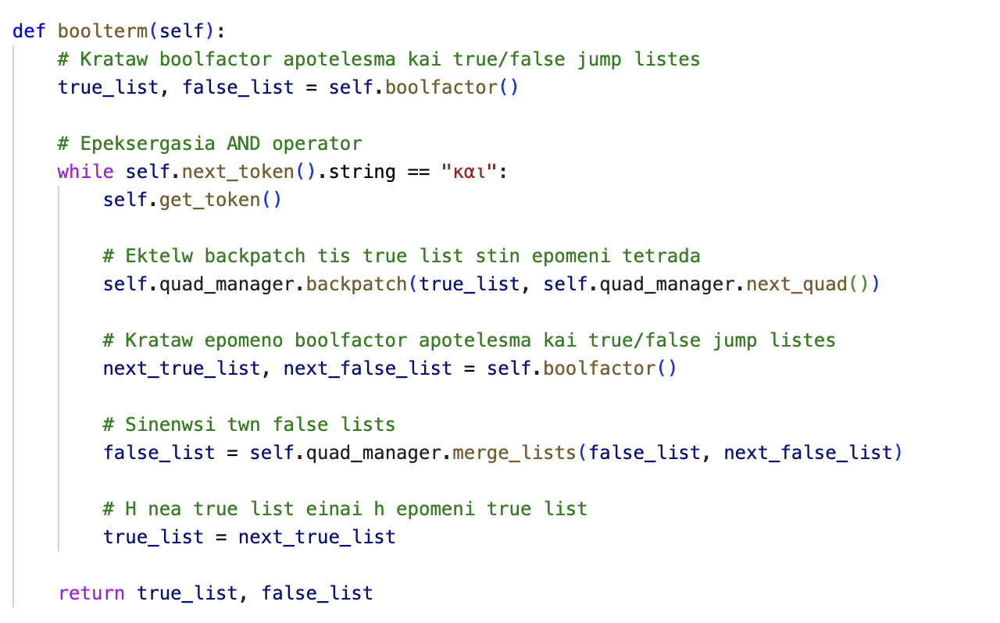 def boolterm(self):
# Krataw boolfactor apotelesma kai true/false jump listes
true_list, false_list = self.boolfactor()
# Epeksergasia AND operator
while self.next_token().string == "και":
self.get_token()
# Ektelw backpatch tis true list stin epomeni tetrada
self.quad_manager.backpatch(true_list, self.quad_manager.next_quad())
# Krataw epomeno boolfactor apotelesma kai true/false jump listes
next_true_list, next_false_list = self.boolfactor()
# Sinenwsi twn false lists
false_list = self.quad_manager.merge_lists(false_list, next_false_list)
# H nea true list einai h epomeni true list
true_list = next_true_list
return true_list, false_list